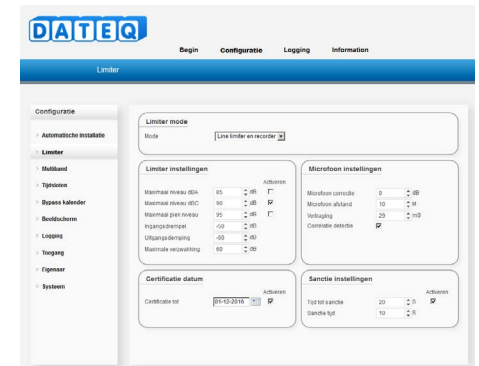 DATEQ
Begin Configuratie Logging Information
Limiter
Configuratie
Automatische installatie
Limiter
Multiband
Tijdsloten
Bypass kalender
Beeldscherm
Logging
Toegang
Eigenaar
Systeem
Limiter mode
Mode Line limiter en recorder
Limiter instellingen
Activeren
Maximaal niveau dBA 85 dB
Maximaal niveau dBC 90 dB
Maximaal piek niveau 95 dB
Ingangsdrempel -50 dB
Uitgangsdemping -60 dB
Maximale verzwakking 60 dB
Microfoon instellingen
Microfoon correctie 0 dB
Microfoon afstand 10 M
Vertraging 29 mS
Correlatie detectie
Certificatie datum
Activeren
Certificatie tot 01-12-2016
Sanctie instellingen
Activeren
Tijd tot sanctie 20 S
Sanctie tijd 10 S